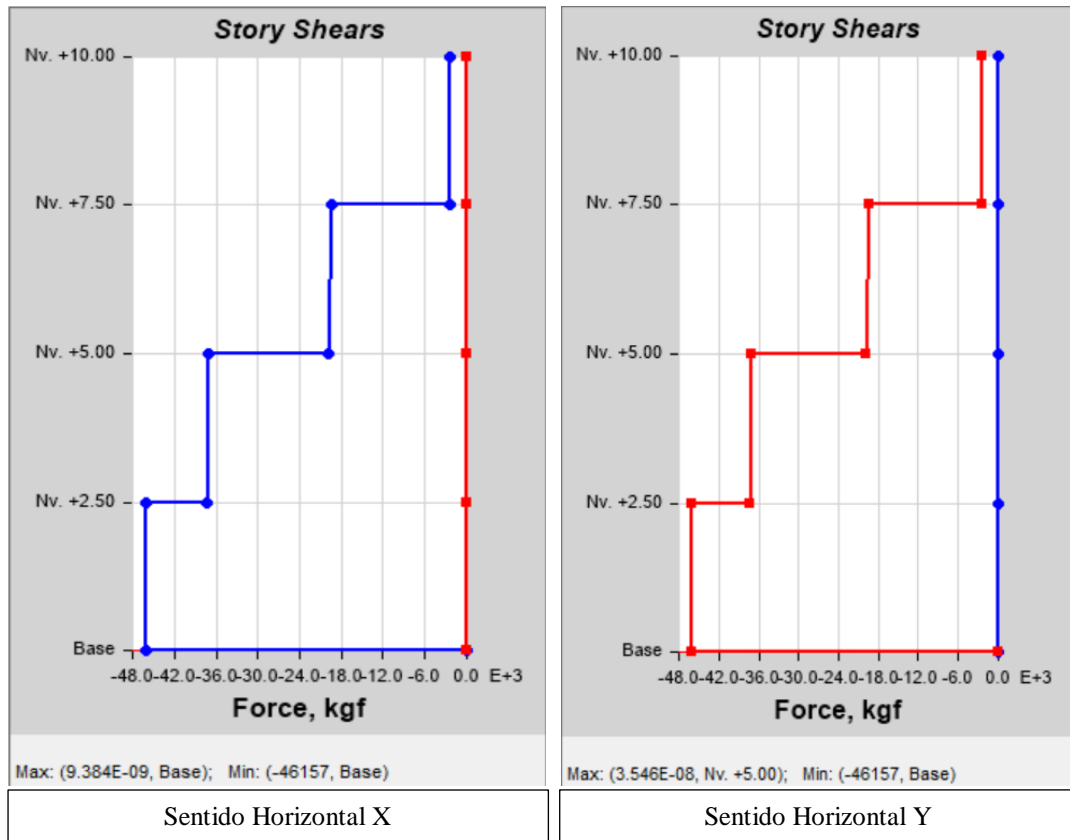 Story Shears
Nv. +10.00
Nv. +7.50
Nv. +5.00
Nv. +2.50
Base
-48.0 -42.0 -36.0 -30.0 -24.0 -18.0 -12.0 -6.0 0.0 E+3
Force, kgf
Max: (9.384E-09, Base); Min: (-46157, Base)
Sentido Horizontal X
Story Shears
Nv. +10.00
Nv. +7.50
Nv. +5.00
Nv. +2.50
Base
-48.0 -42.0 -36.0 -30.0 -24.0 -18.0 -12.0 -6.0 0.0 E+3
Force, kgf
Max: (3.546E-08, Nv. +5.00); Min: (-46157, Base)
Sentido Horizontal Y